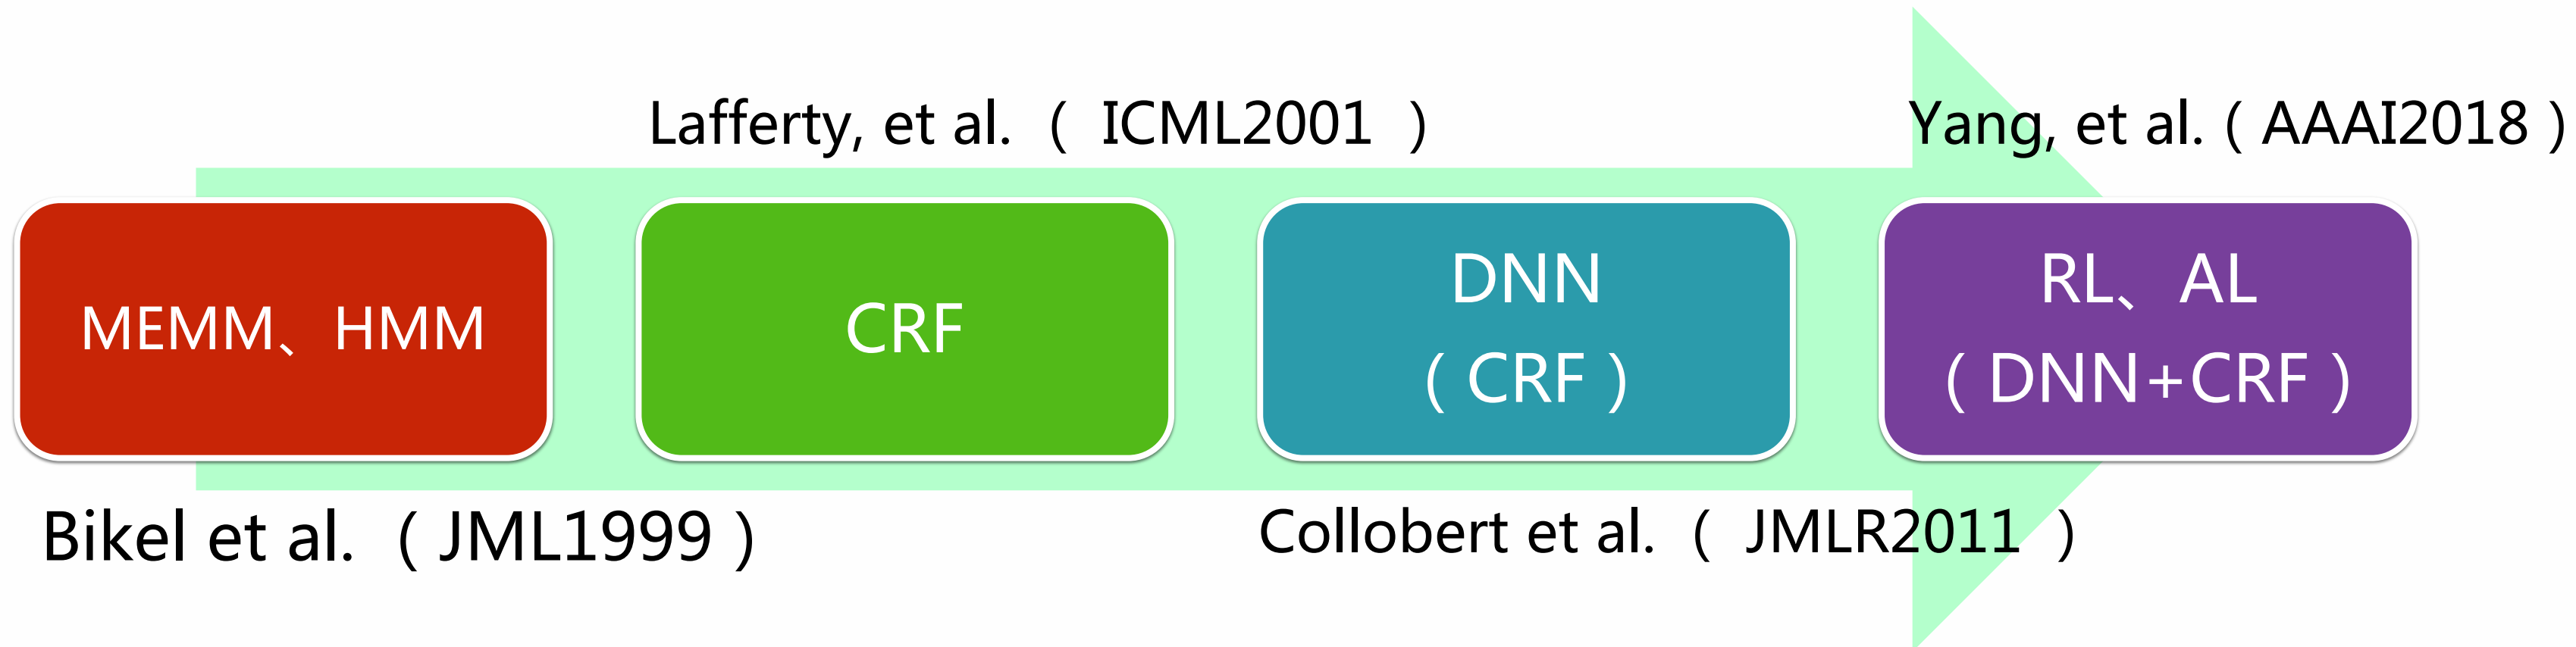 Lafferty, et al. ( ICML2001 )
Yang, et al. ( AAAI2018 )
MEMM、HMM
CRF
DNN
( CRF )
RL、AL
( DNN+CRF )
Bikel et al. ( JML1999 )
Collobert et al. ( JMLR2011 )